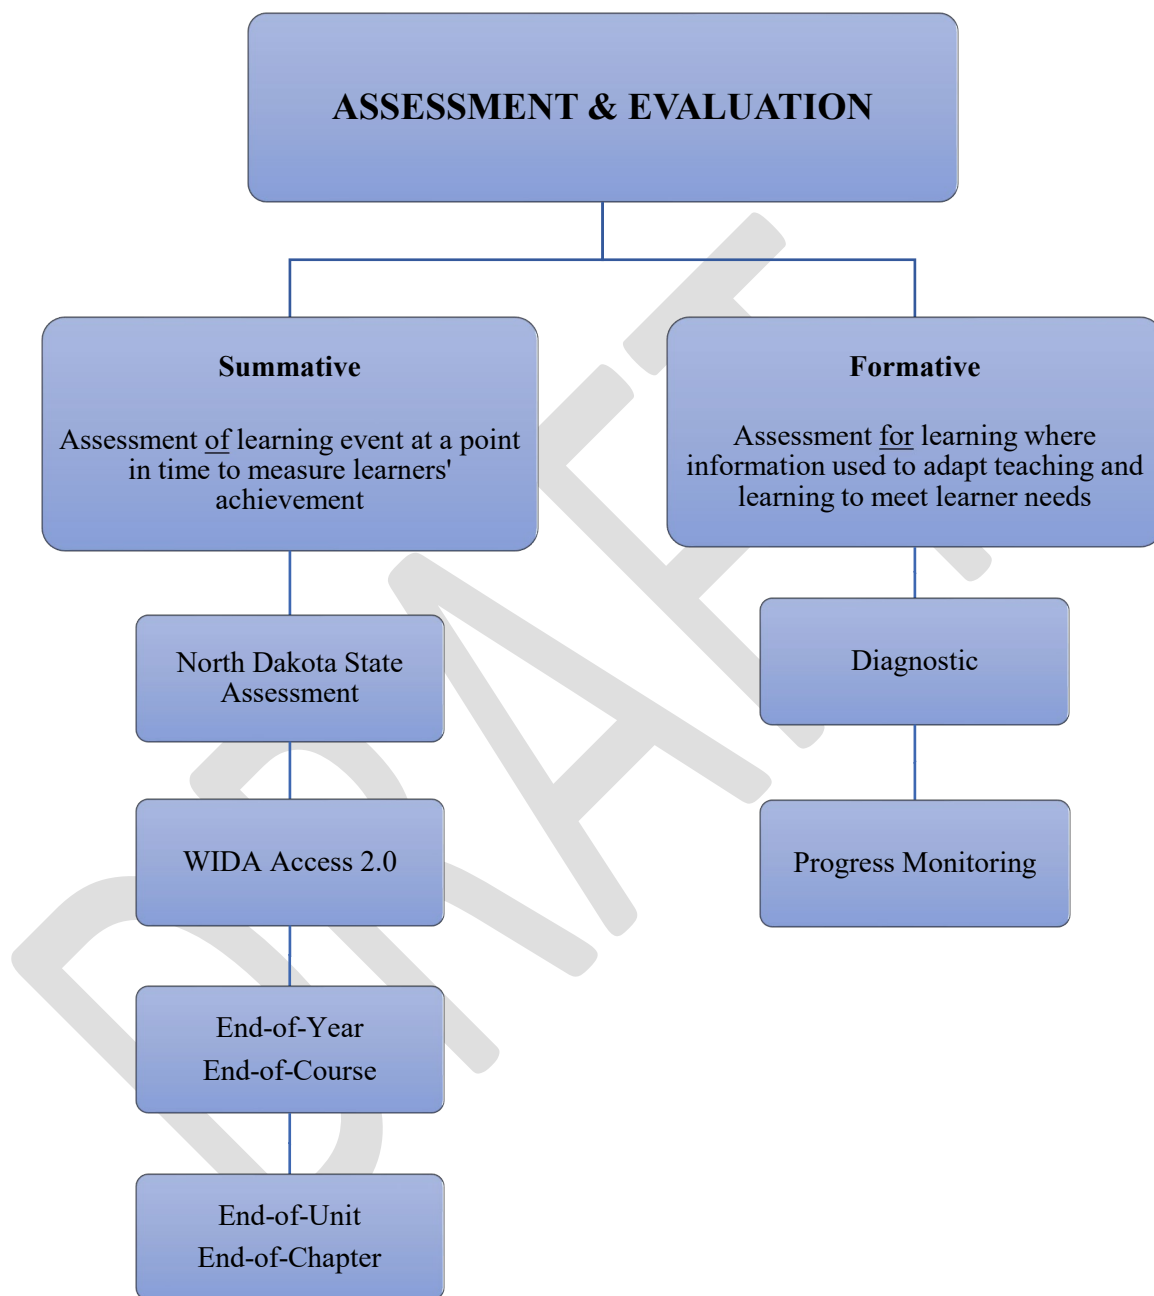 ASSESSMENT & EVALUATION
Summative
Assessment of learning event at a point
in time to measure learners'
achievement
North Dakota State
Assessment
WIDA Access 2.0
End-of-Year
End-of-Course
End-of-Unit
End-of-Chapter
Formative
Assessment for learning where
information used to adapt teaching and
learning to meet learner needs
Diagnostic
Progress Monitoring
DRAFT